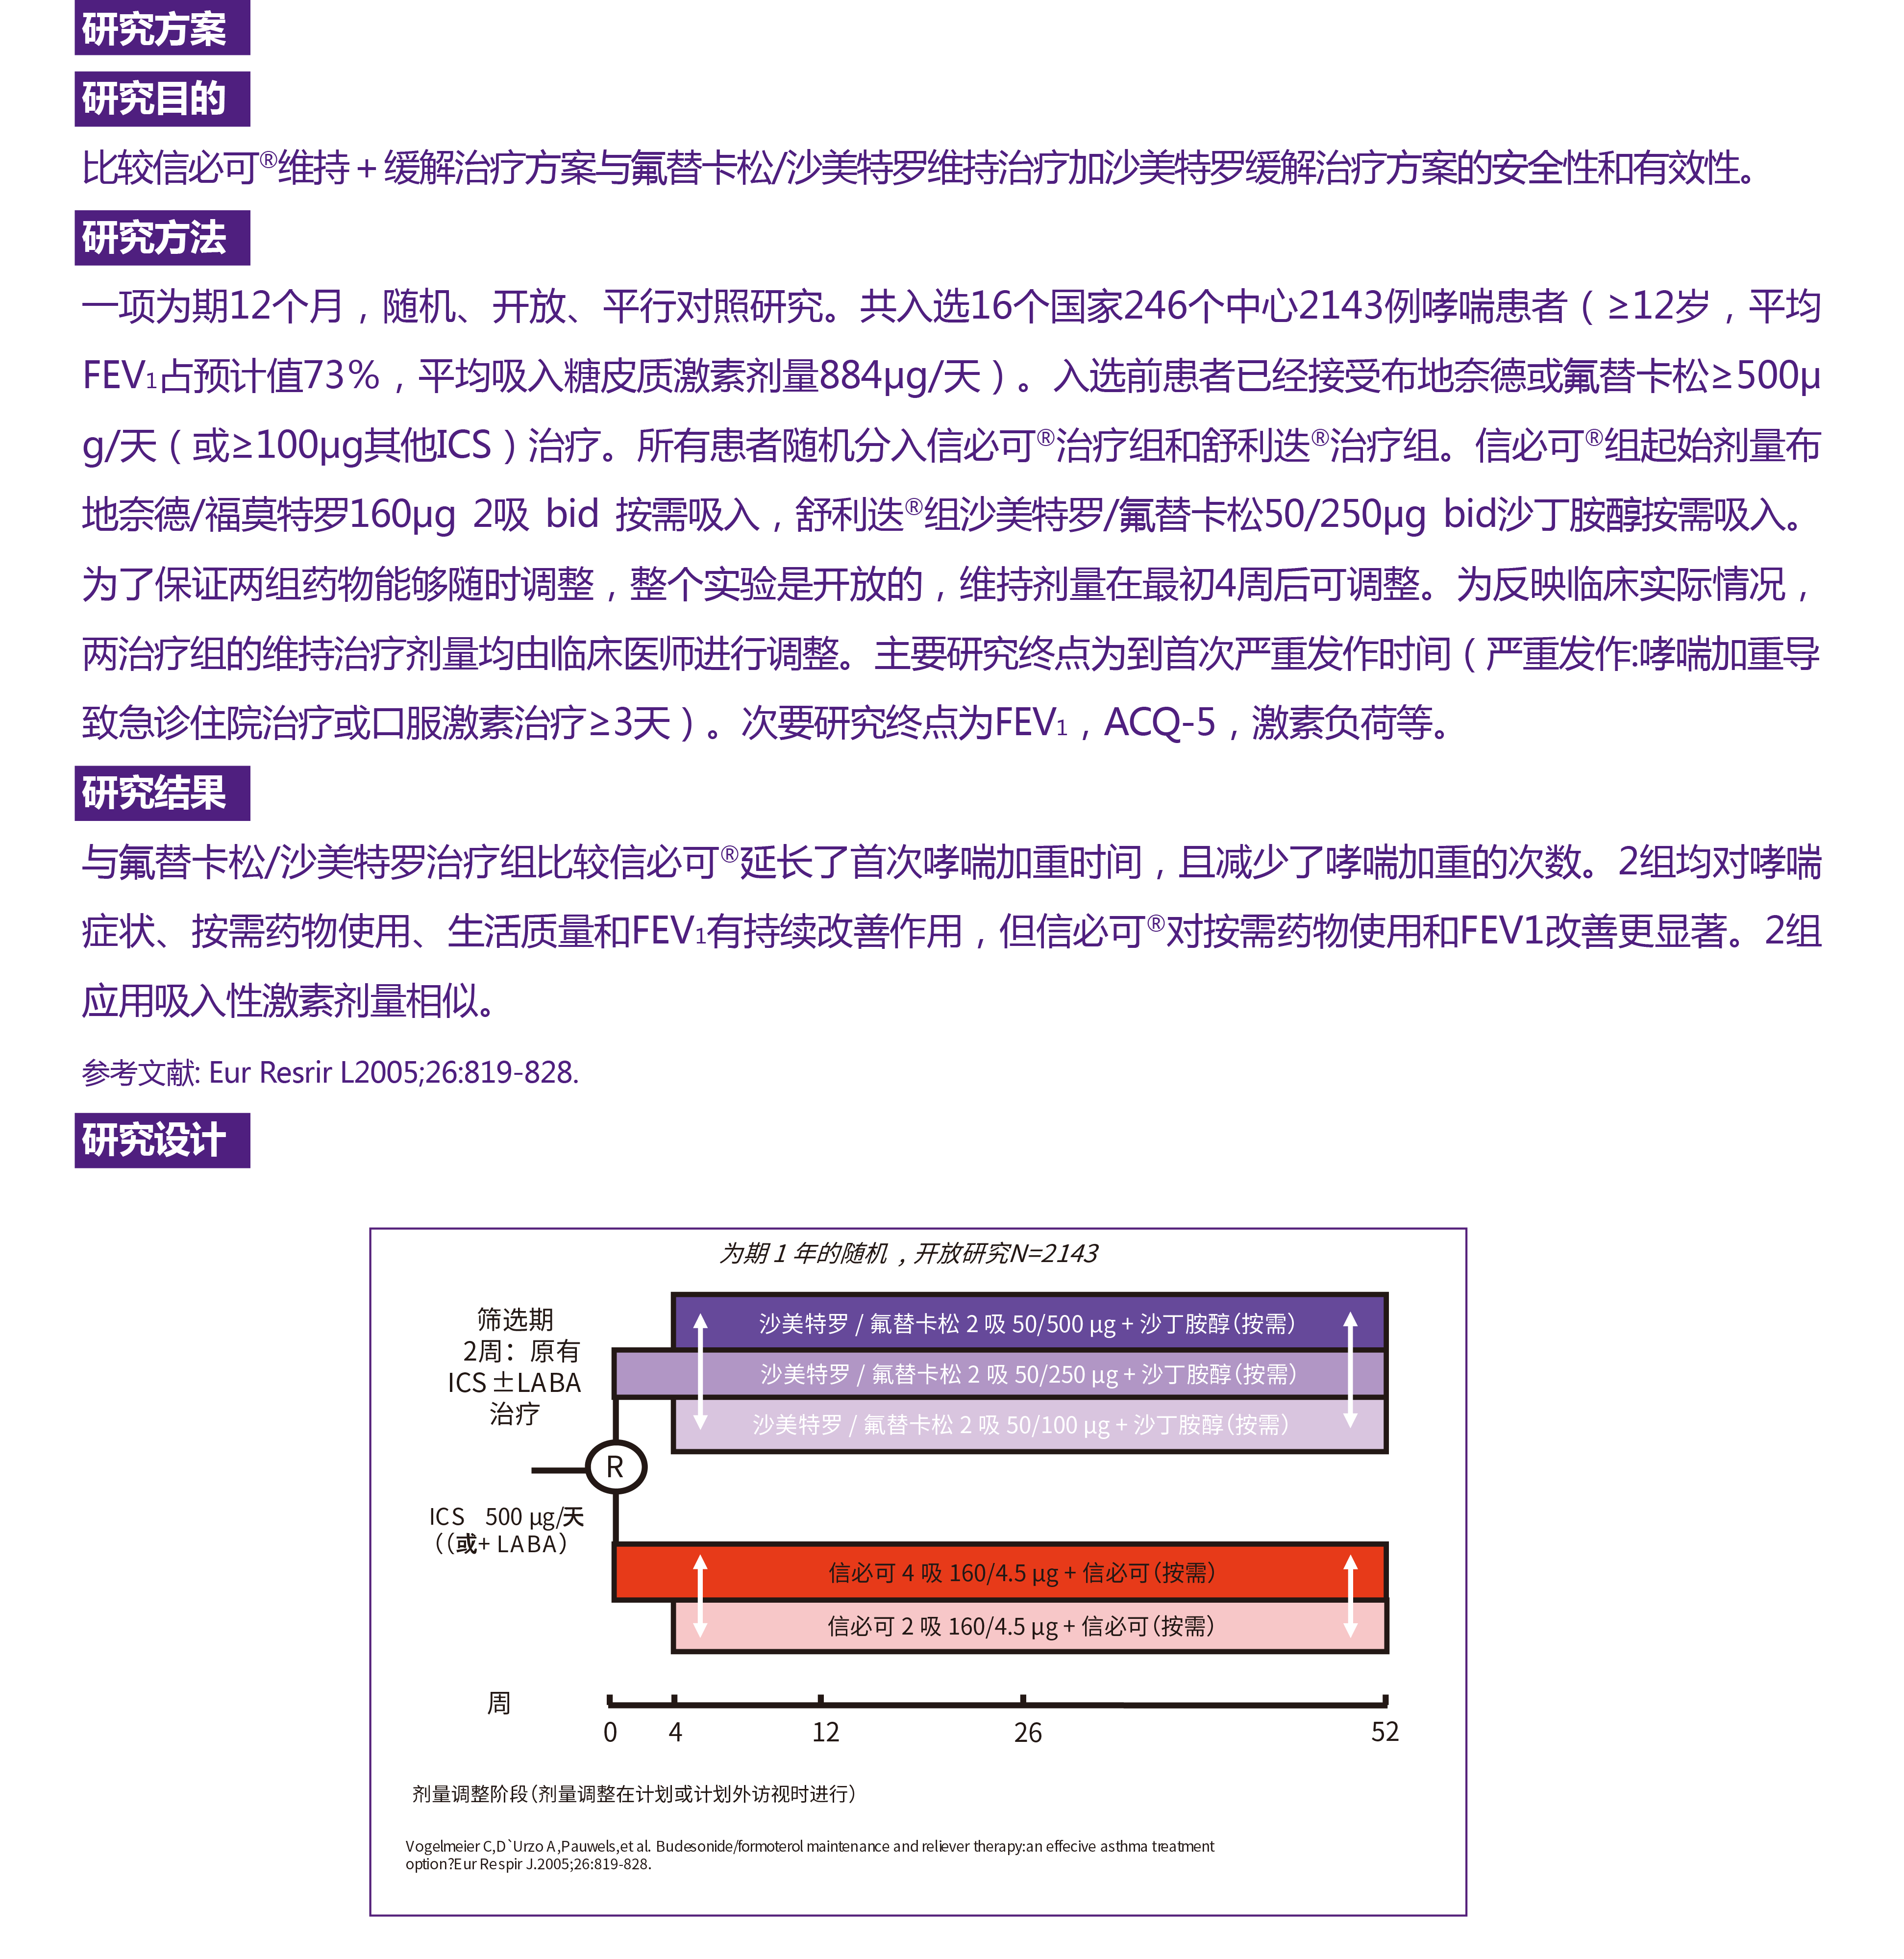 研究方案
研究目的
比较信必可®维持+缓解治疗方案与氟替卡松/沙美特罗维持治疗加沙美特罗缓解治疗方案的安全性和有效性。
研究方法
一项为期12个月，随机、开放、平行对照研究。共入选16个国家246个中心2143例哮喘患者（≥12岁，平均
FEV₁占预计值73%，平均吸入糖皮质激素剂量884μg/天）。入选前患者已经接受布地奈德或氟替卡松≥500μ
g/天（或≥100μg其他ICS）治疗。所有患者随机分入信必可®治疗组和舒利迭®治疗组。信必可®组起始剂量布
地奈德/福莫特罗160μg 2吸 bid 按需吸入，舒利迭®组沙美特罗/氟替卡松50/250μg bid沙丁胺醇按需吸入。
为了保证两组药物能够随时调整，整个实验是开放的，维持剂量在最初4周后可调整。为反映临床实际情况，
两治疗组的维持治疗剂量均由临床医师进行调整。主要研究终点为到首次严重发作时间（严重发作:哮喘加重导
致急诊住院治疗或口服激素治疗≥3天）。次要研究终点为FEV₁，ACQ-5，激素负荷等。
研究结果
与氟替卡松/沙美特罗治疗组比较信必可®延长了首次哮喘加重时间，且减少了哮喘加重的次数。2组均对哮喘
症状、按需药物使用、生活质量和FEV₁有持续改善作用，但信必可®对按需药物使用和FEV1改善更显著。2组
应用吸入性激素剂量相似。
参考文献: Eur Resrir L2005;26:819-828.
研究设计
为期 1 年的随机 ,开放研究N=2143
筛选期
2周：原有
ICS ±LABA
治疗
沙美特罗 / 氟替卡松 2 吸 50/500 μg + 沙丁胺醇（按需）
沙美特罗 / 氟替卡松 2 吸 50/250 μg + 沙丁胺醇（按需）
沙美特罗 / 氟替卡松 2 吸 50/100 μg + 沙丁胺醇（按需）
R
ICS 500 μg/天
（（或+ LABA）
信必可 4 吸 160/4.5 μg + 信必可（按需）
信必可 2 吸 160/4.5 μg + 信必可（按需）
周
0 4 12 26 52
剂量调整阶段（剂量调整在计划或计划外访视时进行）
Vogelmeier C,D`Urzo A,Pauwels,et al. Budesonide/formoterol maintenance and reliever therapy:an effecive asthma treatment
option?Eur Respir J.2005;26:819-828.